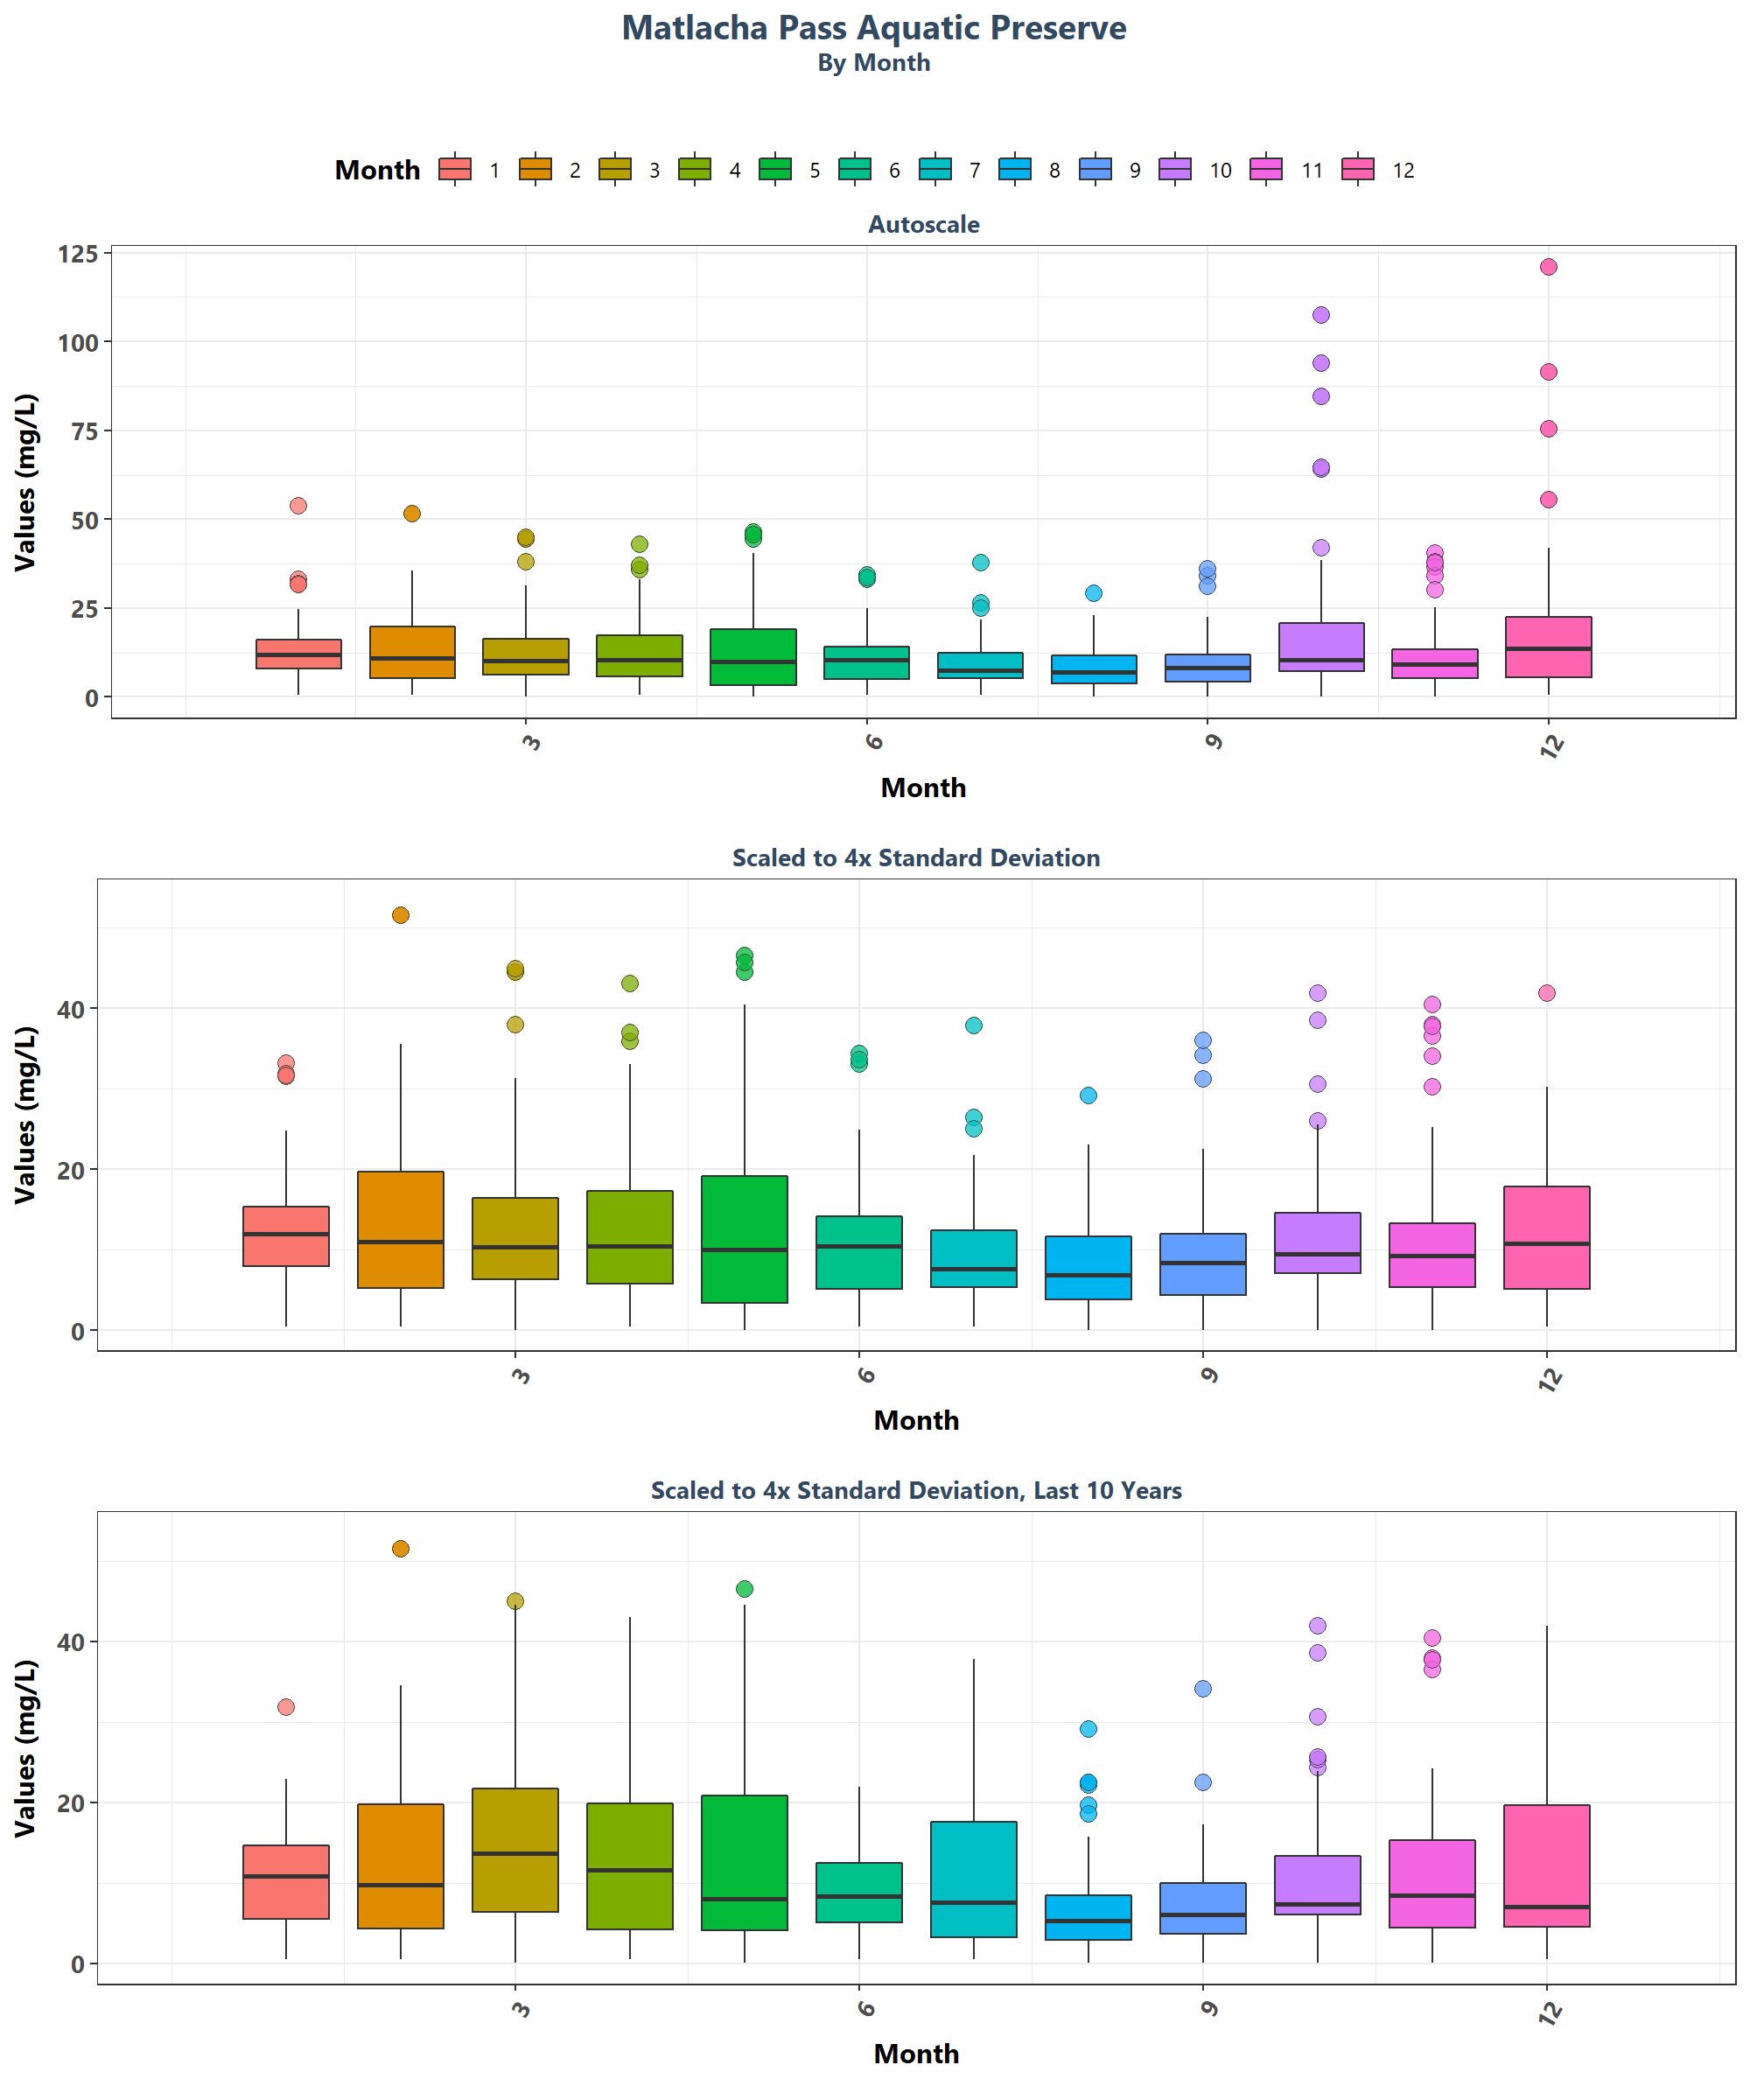 Matlacha Pass Aquatic Preserve
By Month
Month 1 2 3 4 5 6 7 8 9 10 11 12
Autoscale
Values (mg/L)
125
100
75
50
25
0
3 6 9 12
Month
Scaled to 4x Standard Deviation
Values (mg/L)
40
20
0
3 6 9 12
Month
Scaled to 4x Standard Deviation, Last 10 Years
Values (mg/L)
40
20
0
3 6 9 12
Month